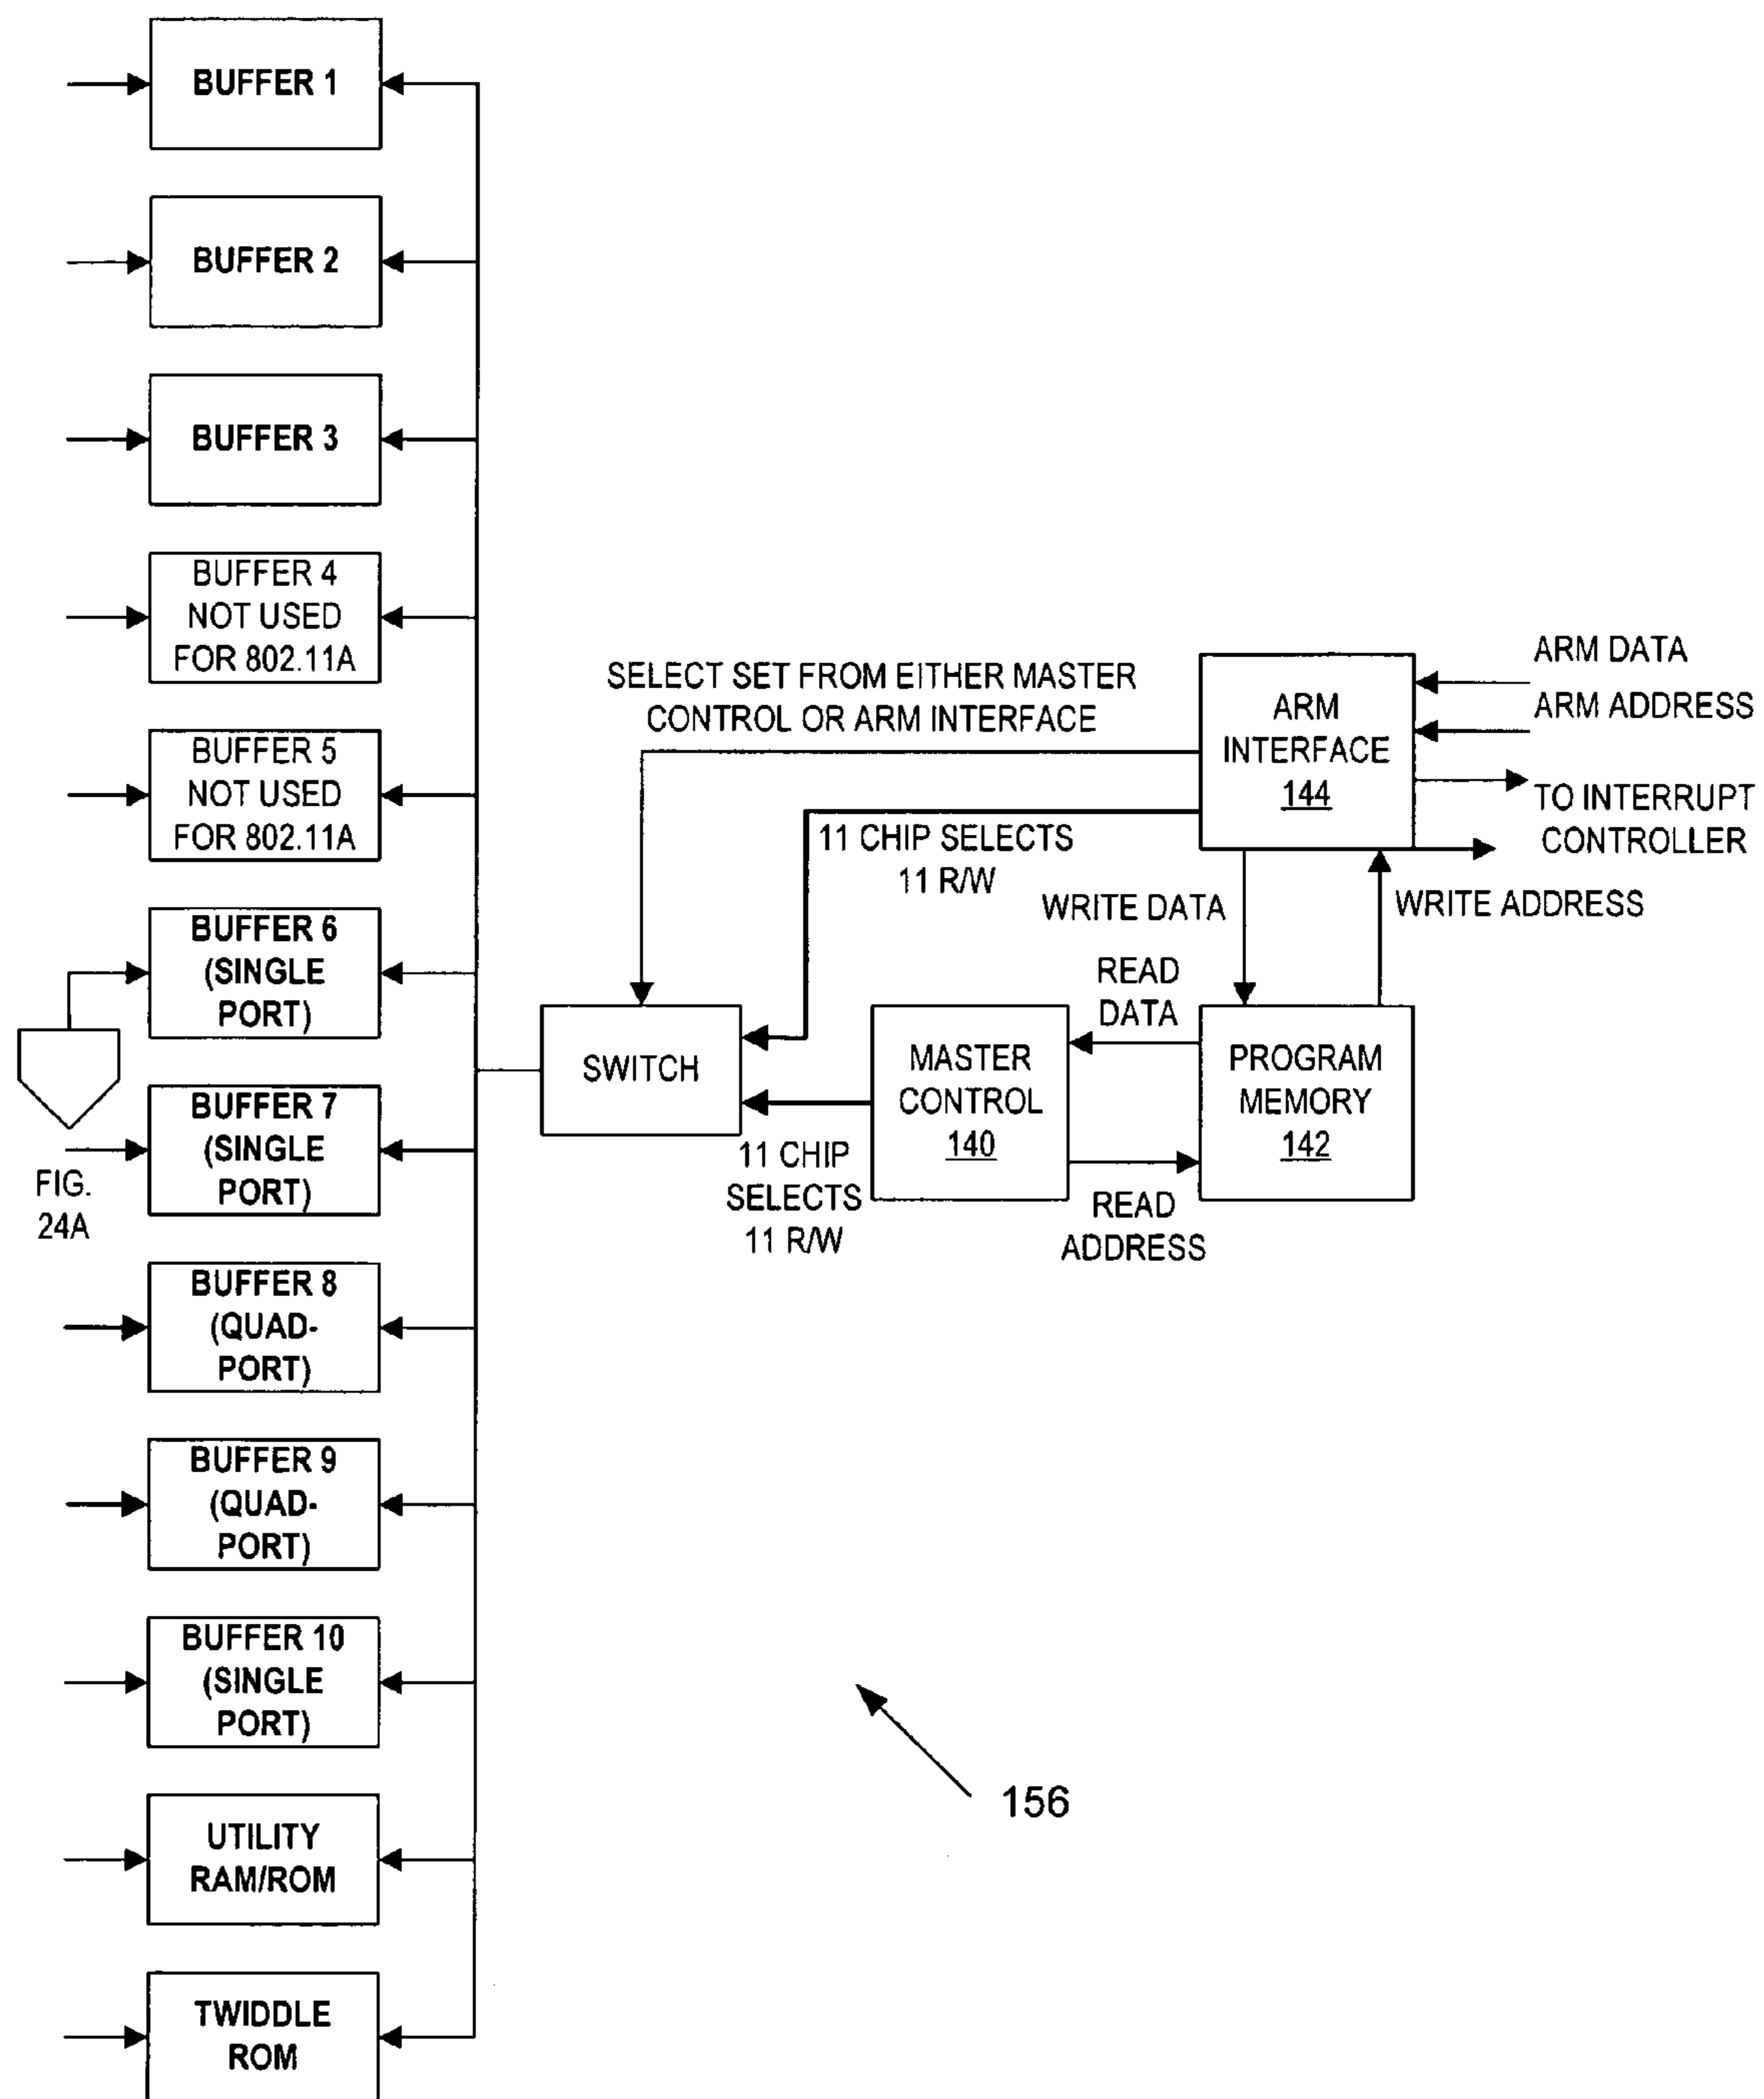 BUFFER 1
BUFFER 2
BUFFER 3
BUFFER 4
NOT USED
FOR 802.11A
BUFFER 5
NOT USED
FOR 802.11A
BUFFER 6
(SINGLE
PORT)
BUFFER 7
(SINGLE
PORT)
FIG.
24A
BUFFER 8
(QUAD-
PORT)
BUFFER 9
(QUAD-
PORT)
BUFFER 10
(SINGLE
PORT)
UTILITY
RAM/ROM
TWIDDLE
ROM
SELECT SET FROM EITHER MASTER
CONTROL OR ARM INTERFACE
11 CHIP SELECTS
11 R/W
SWITCH
11 CHIP
SELECTS
11 R/W
MASTER
CONTROL
140
READ
DATA
READ
ADDRESS
WRITE DATA
WRITE ADDRESS
PROGRAM
MEMORY
142
ARM
INTERFACE
144
ARM DATA
ARM ADDRESS
TO INTERRUPT
CONTROLLER
156